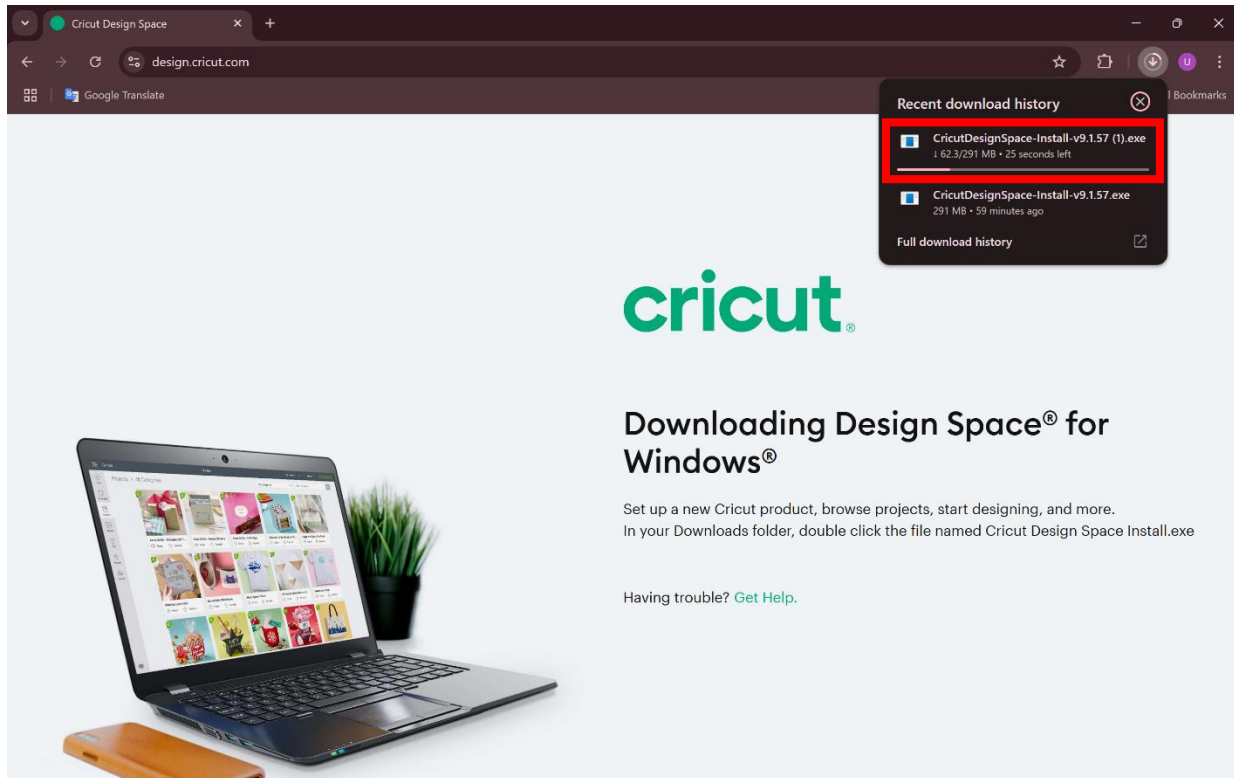 Cricut Design Space
design.cricut.com
Google Translate
l Bookmarks
U
Recent download history
CricutDesignSpace-Install-v9.1.57 (1).exe
↓ 62.3/291 MB • 25 seconds left
CricutDesignSpace-Install-v9.1.57.exe
291 MB • 59 minutes ago
Full download history
cricut®
Downloading Design Space® for
Windows®
Set up a new Cricut product, browse projects, start designing, and more.
In your Downloads folder, double click the file named Cricut Design Space Install.exe
Having trouble? Get Help.